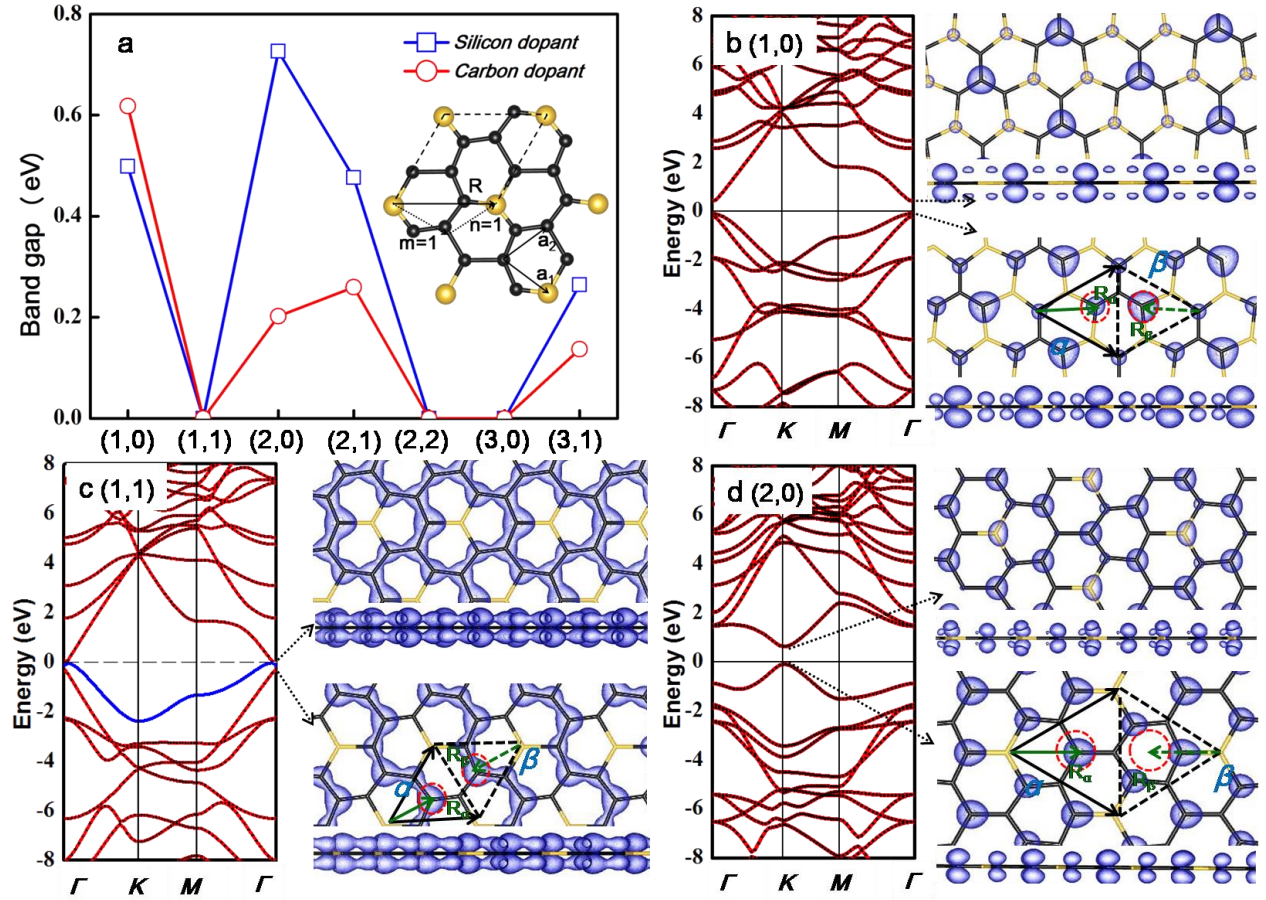 a
Silicon dopant
Carbon dopant
Band gap (eV)
0.8
0.6
0.4
0.2
0.0
R
m=1
n=1
a2
a1
(1,0)
(1,1)
(2,0)
(2,1)
(2,2)
(3,0)
(3,1)
b (1,0)
Energy (eV)
8
6
4
2
0
-2
-4
-6
-8
Γ
K
M
Γ
β
Rα
Rβ
α
c (1,1)
Energy (eV)
8
6
4
2
0
-2
-4
-6
-8
Γ
K
M
Γ
Rβ
β
α
Rα
d (2,0)
Energy (eV)
8
6
4
2
0
-2
-4
-6
-8
Γ
K
M
Γ
Rα
Rβ
α
β